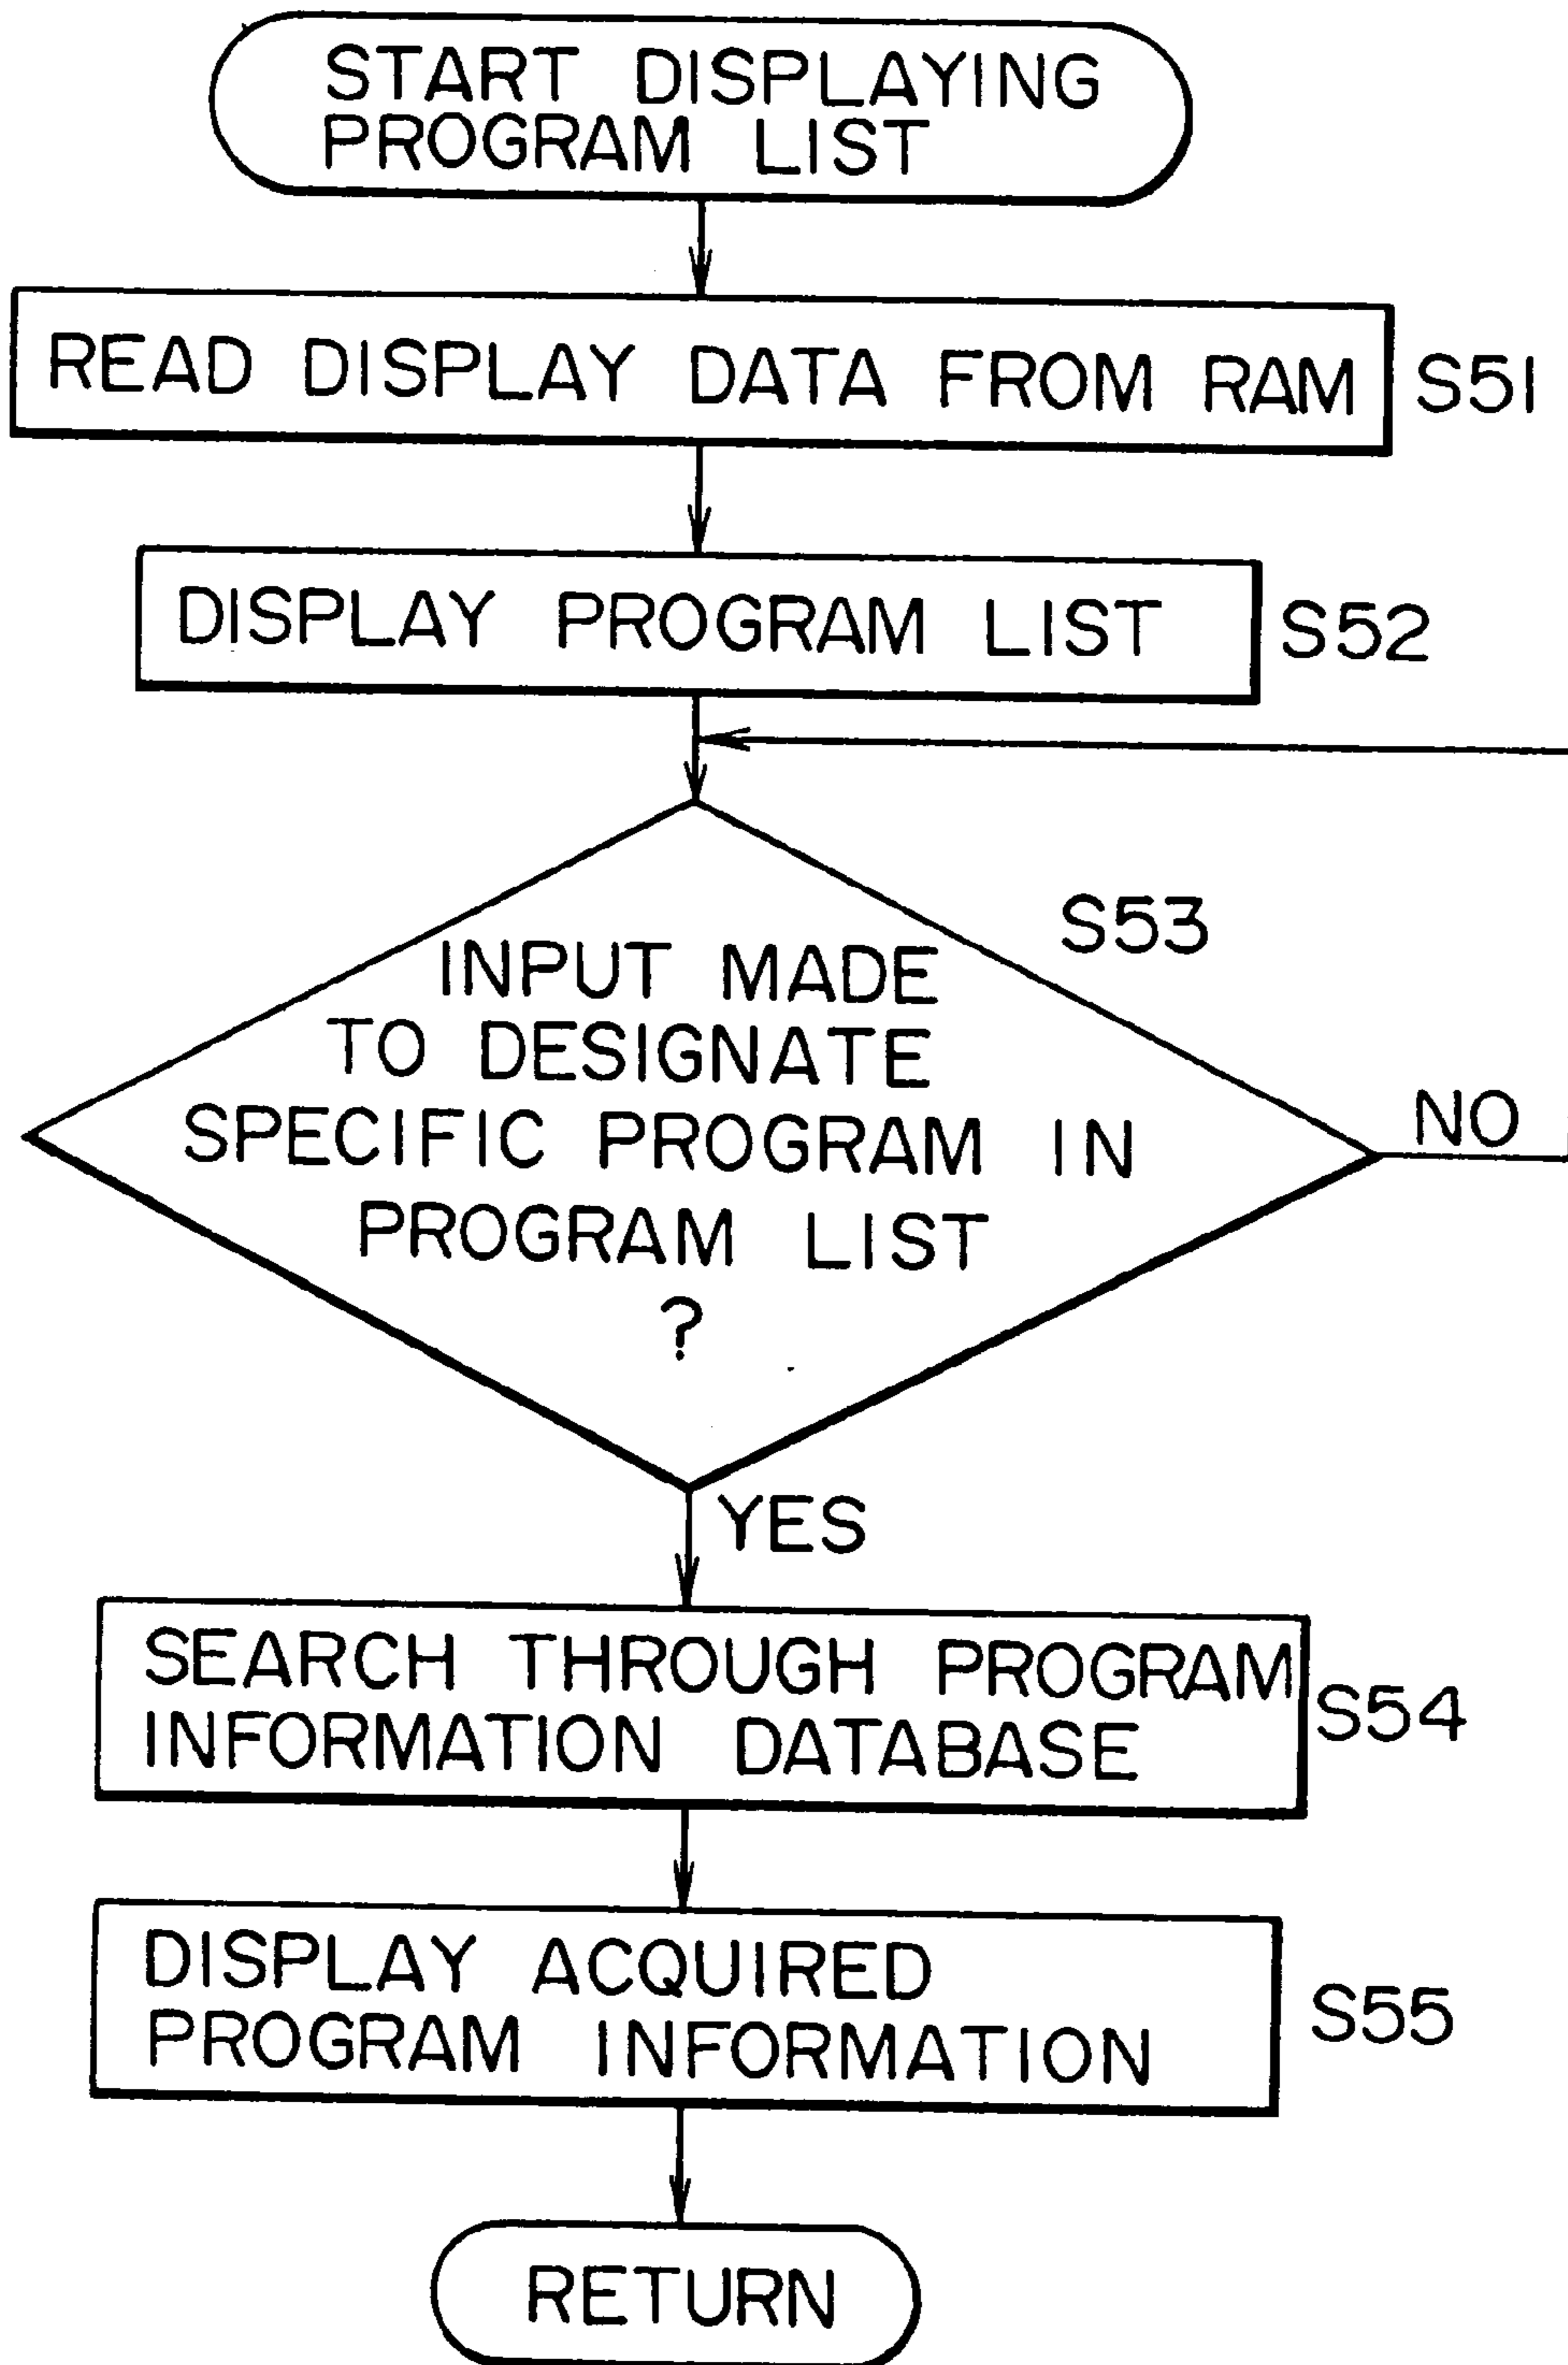 START DISPLAYING
PROGRAM LIST
READ DISPLAY DATA FROM RAM
S51
DISPLAY PROGRAM LIST
S52
S53
INPUT MADE
TO DESIGNATE
SPECIFIC PROGRAM IN
PROGRAM LIST
?
NO
YES
SEARCH THROUGH PROGRAM
INFORMATION DATABASE
S54
DISPLAY ACQUIRED
PROGRAM INFORMATION
S55
RETURN